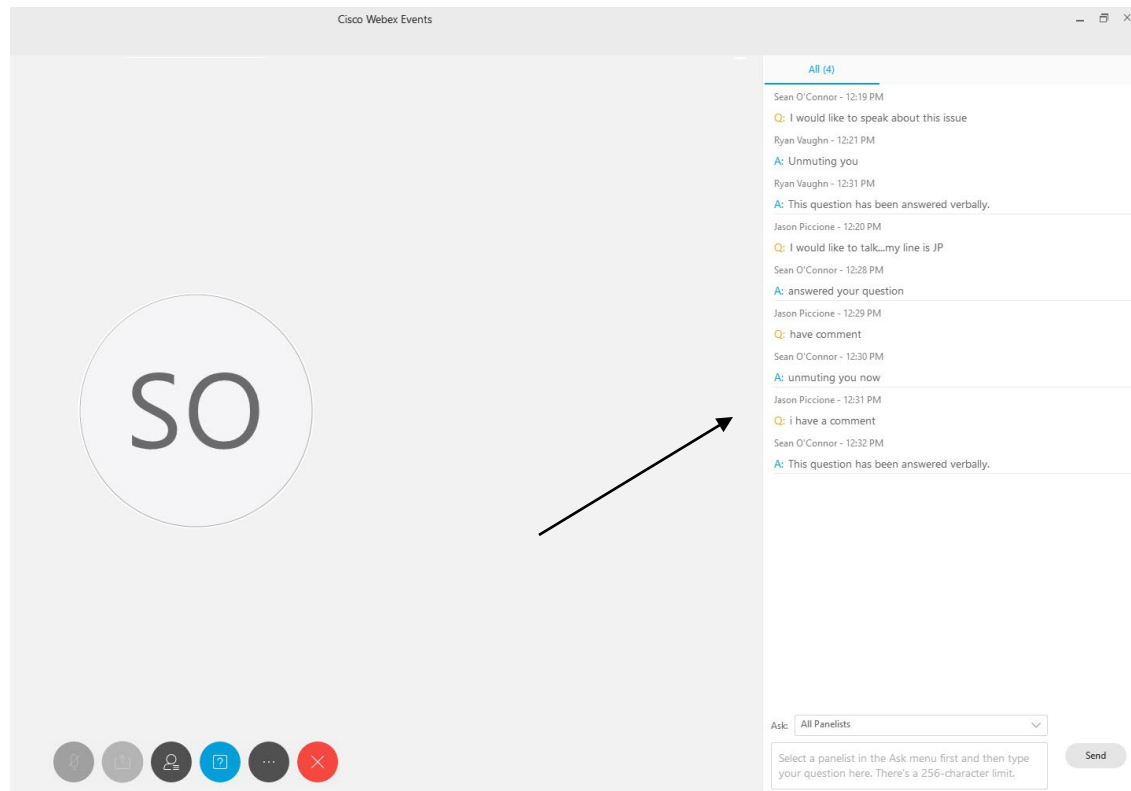 Cisco Webex Events
All (4)
Sean O'Connor - 12:19 PM
Q: I would like to speak about this issue
Ryan Vaughn - 12:21 PM
A: Unmuting you
Ryan Vaughn - 12:31 PM
A: This question has been answered verbally.
Jason Piccione - 12:20 PM
Q: I would like to talk...my line is JP
Sean O'Connor - 12:28 PM
A: answered your question
Jason Piccione - 12:29 PM
Q: have comment
Sean O'Connor - 12:30 PM
A: unmuting you now
Jason Piccione - 12:31 PM
Q: i have a comment
Sean O'Connor - 12:32 PM
A: This question has been answered verbally.
SO
Ask: All Panelists
Select a panelist in the Ask menu first and then type
your question here. There's a 256-character limit.
Send